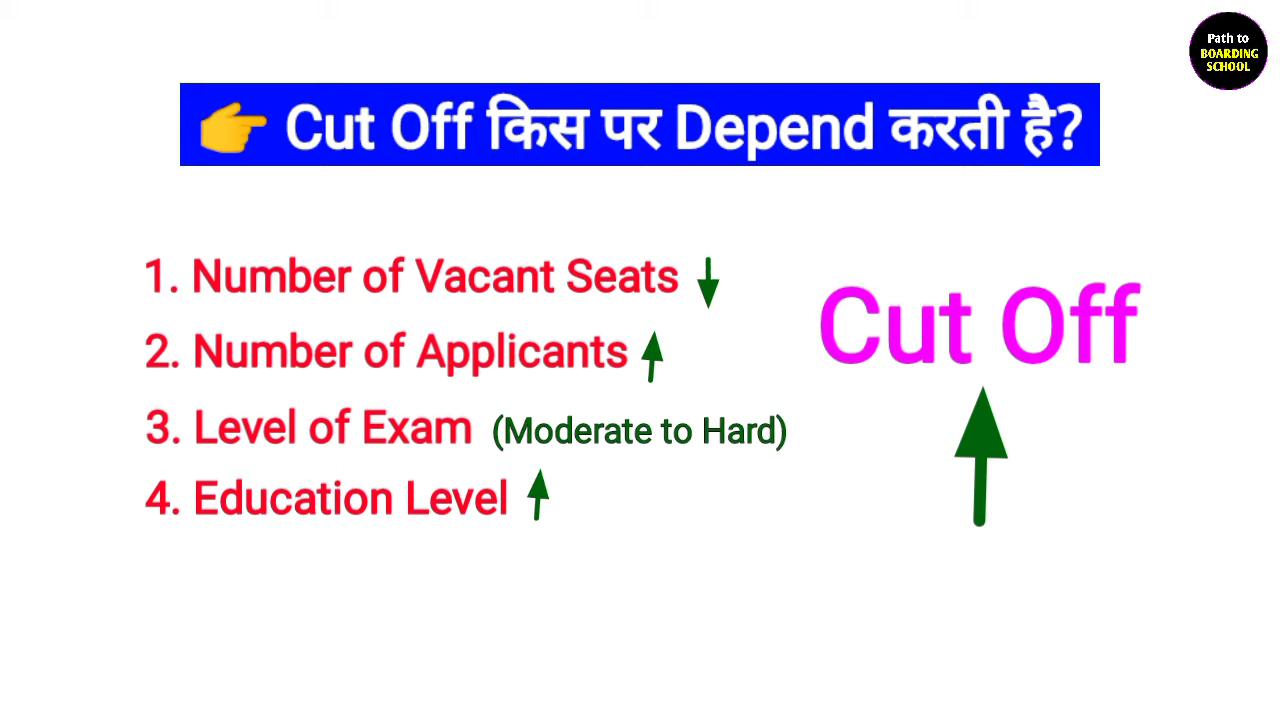 Path to
BOARDING
SCHOOL
👉 Cut Off किस पर Depend करती है?
1. Number of Vacant Seats
2. Number of Applicants
3. Level of Exam (Moderate to Hard)
4. Education Level
Cut Off